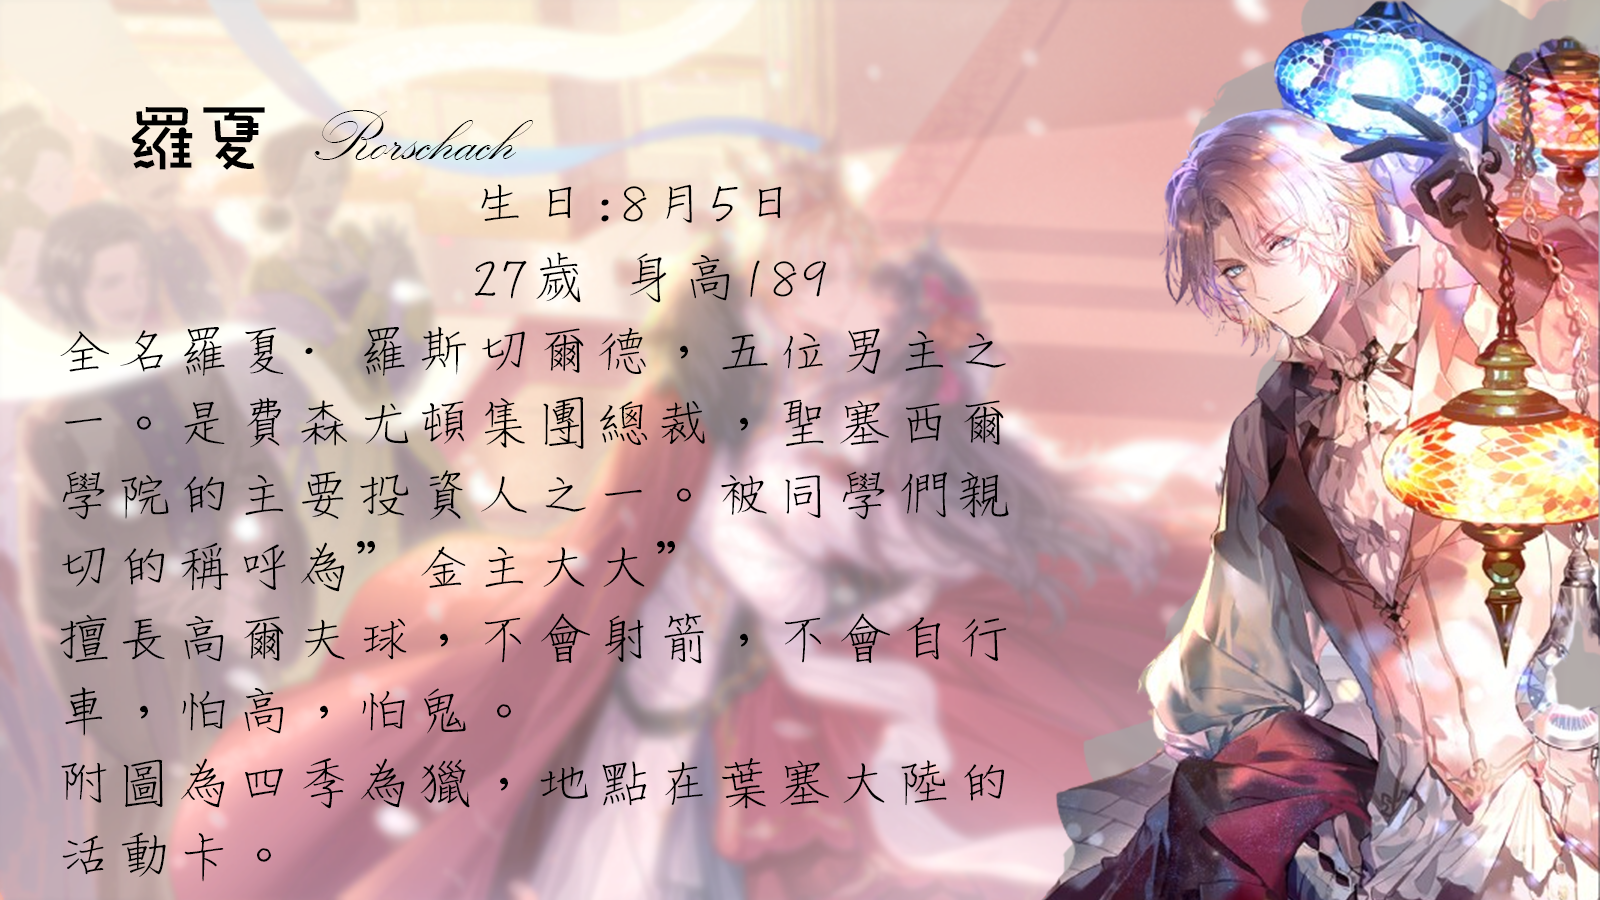 羅夏 Rorschach
生日:8月5日
27歲 身高189
全名羅夏· 羅斯切爾德，五位男主之
一。是費森尤頓集團總裁，聖塞西爾
學院的主要投資人之一。被同學們親
切的稱呼為” 金主大大”
擅長高爾夫球，不會射箭，不會自行
車，怕高，怕鬼。
附圖為四季為獵，地點在葉塞大陸的
活動卡。